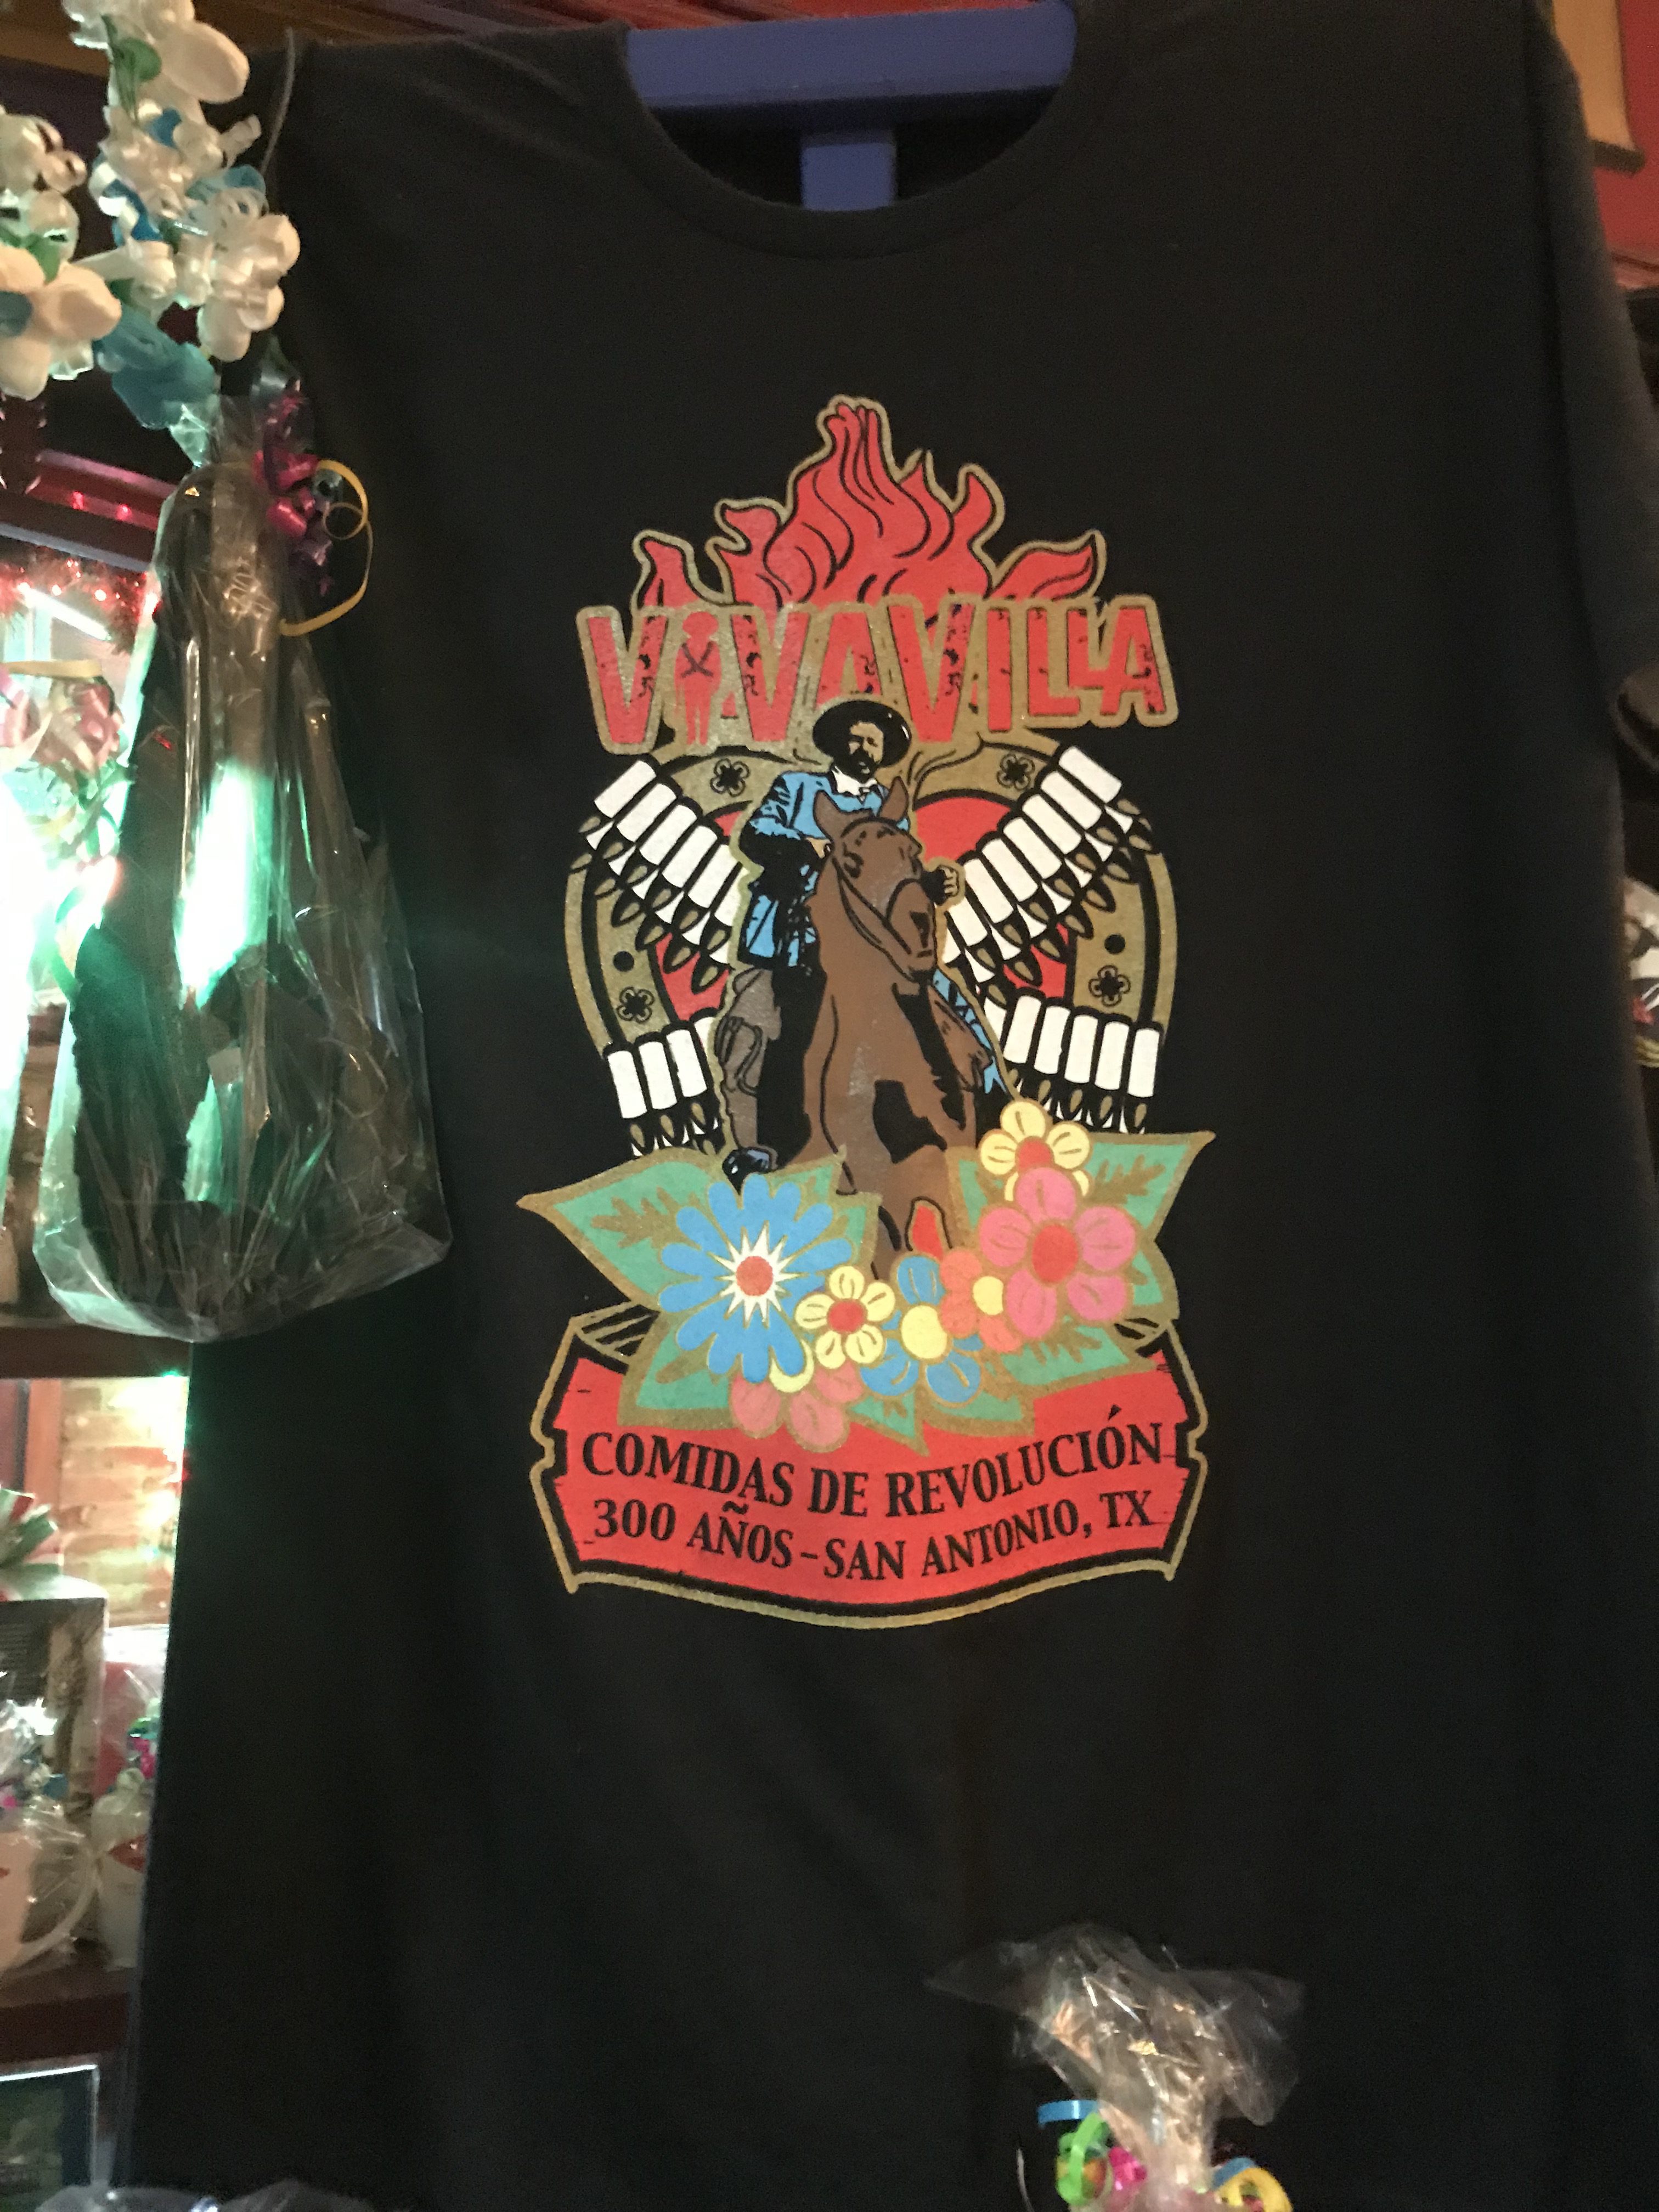 VIVA VILLA
COMIDAS DE REVOLUCIÓN
300 AÑOS - SAN ANTONIO, TX